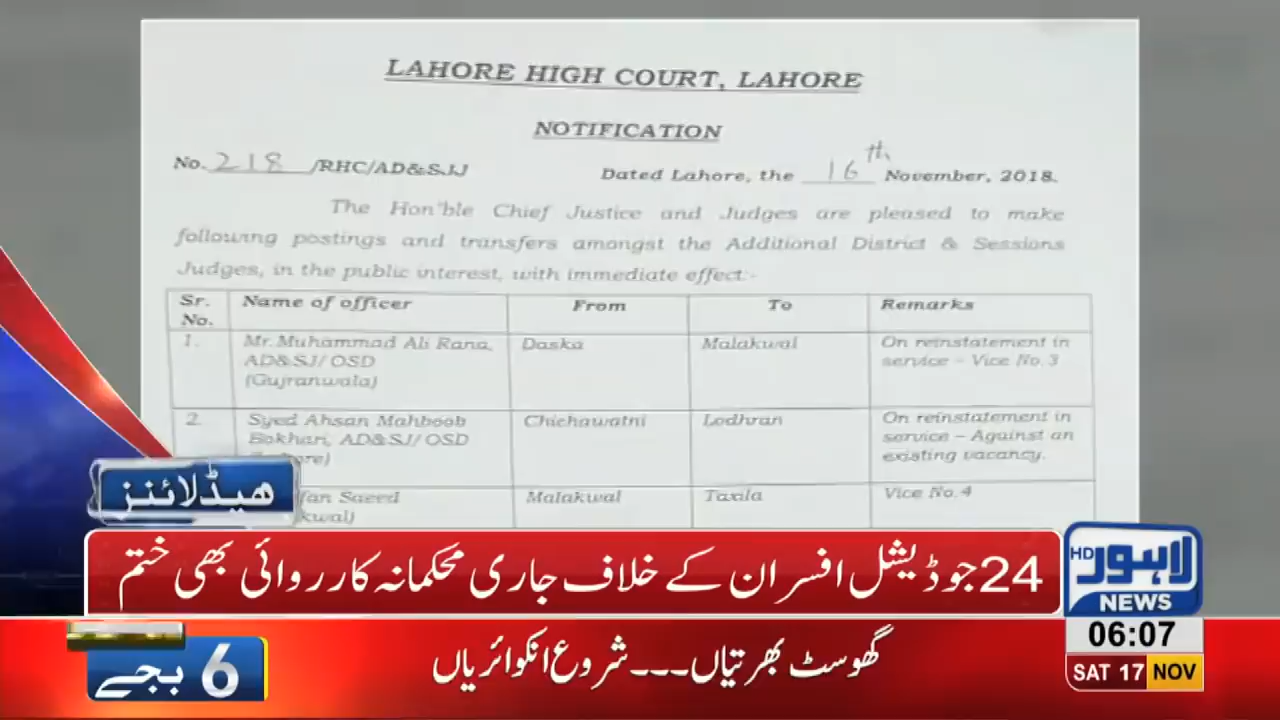 LAHORE HIGH COURT, LAHORE
NOTIFICATION
No. 218 /RHC/AD&SJJ
Dated Lahore, the 16th November, 2018.
The Hon'ble Chief Justice and Judges are pleased to make
following postings and transfers amongst the Additional District & Sessions
Judges, in the public interest, with immediate effect:-
Sr. No. Name of officer From To Remarks
1. Mr. Muhammad Ali Rana, AD&SJ/ OSD (Gujranwala) Daska Malakwal On reinstatement in service – Vice No.3
2. Syed Ahsan Mahboob Bokhari, AD&SJ/ OSD Chichawatni Lodhran On reinstatement in service – Against an existing vacancy.
Saeed Malakwal Taxila Vice No.4
ھیڈلائنز
24 جوڈیشل افسران کے خلاف جاری محکمانہ کارروائی بھی ختم
HD لاہور
NEWS
06:07
SAT 17 NOV
6 بجے
گھوسٹ بھرتیاں۔۔۔شروع انکوائریاں